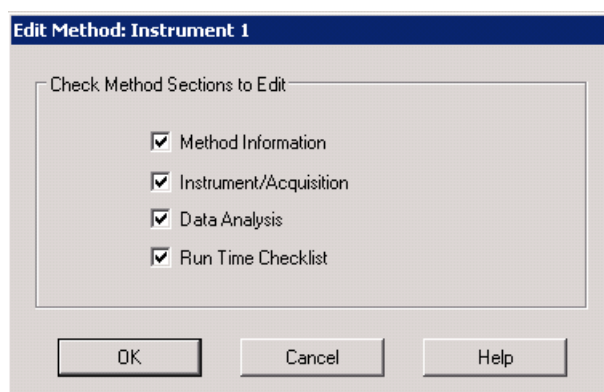 Edit Method: Instrument 1
Check Method Sections to Edit
Method Information
Instrument/Acquisition
Data Analysis
Run Time Checklist
OK Cancel Help